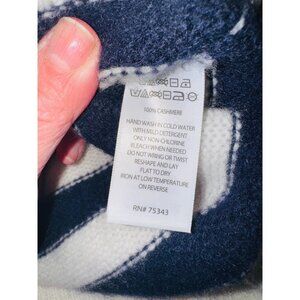 100% CASHMERE
HAND WASH IN COLD WATER
WITH MILD DETERGENT
ONLY NON-CHLORINE
BLEACH WHEN NEEDED
DO NOT WRING OR TWIST
RESHAPE AND LAY
FLAT TO DRY
IRON AT LOW TEMPERATURE
ON REVERSE
RN# 75343